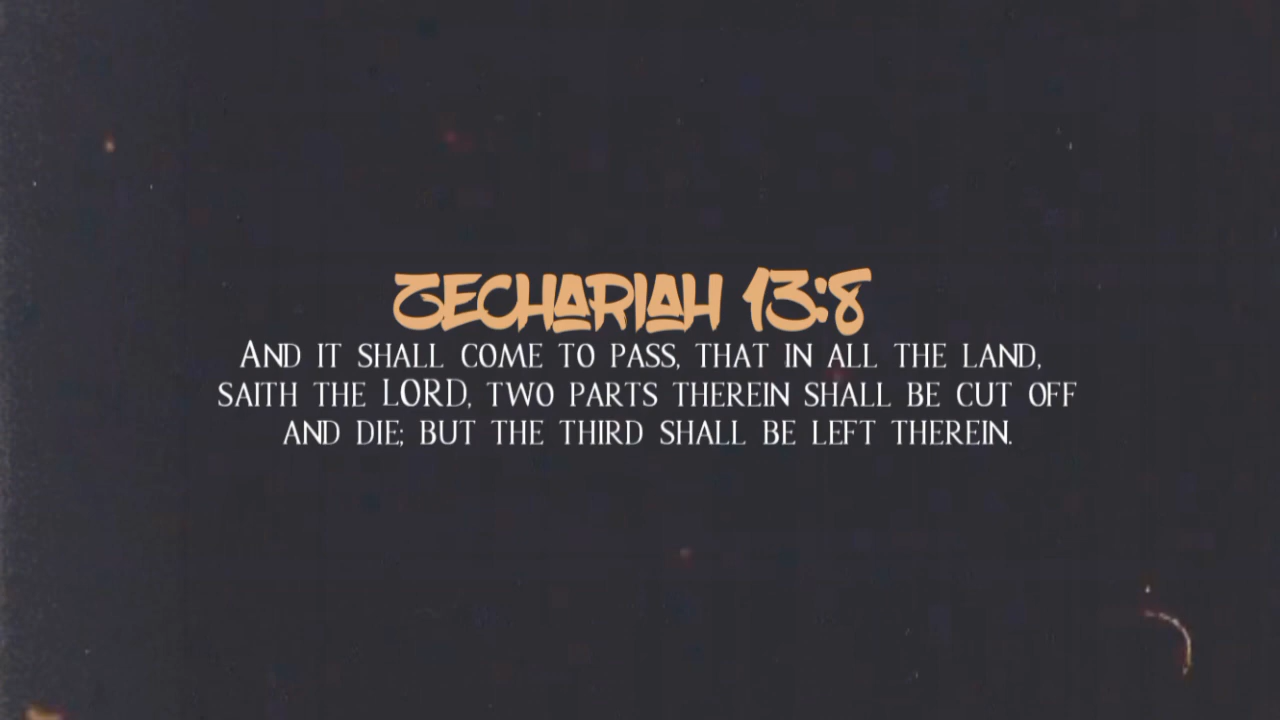 ZECHARIAH 13:8
And it shall come to pass, that in all the land,
saith the LORD, two parts therein shall be cut off
and die; but the third shall be left therein.